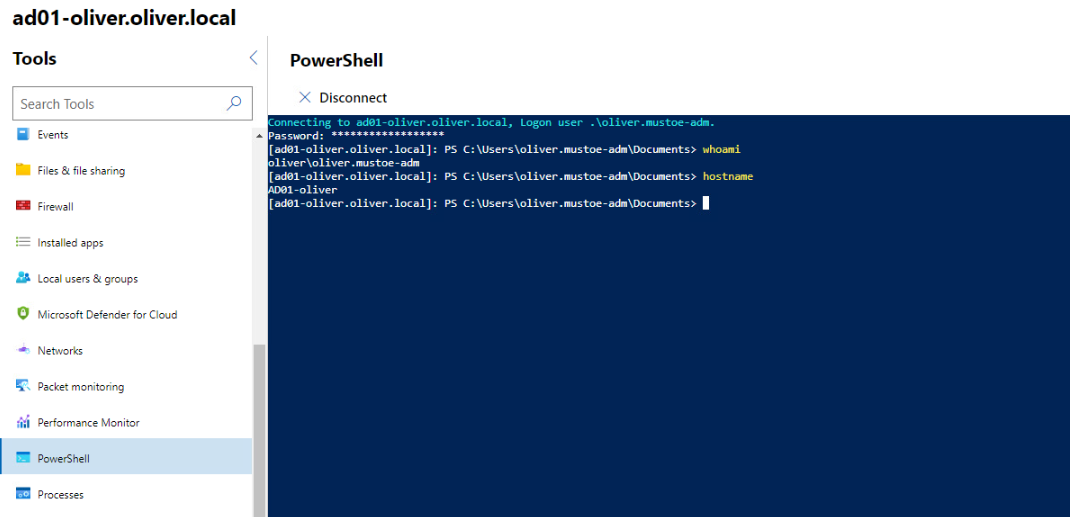 ad01-oliver.oliver.local
Tools
Search Tools
Events
Files & file sharing
Firewall
Installed apps
Local users & groups
Microsoft Defender for Cloud
Networks
Packet monitoring
Performance Monitor
PowerShell
Processes
PowerShell
Disconnect
Connecting to ad01-oliver.oliver.local, Logon user .\oliver.mustoe-adm.
Password: ******************
[ad01-oliver.oliver.local]: PS C:\Users\oliver.mustoe-adm\Documents> whoami
oliver\oliver.mustoe-adm
[ad01-oliver.oliver.local]: PS C:\Users\oliver.mustoe-adm\Documents> hostname
AD01-oliver
[ad01-oliver.oliver.local]: PS C:\Users\oliver.mustoe-adm\Documents>